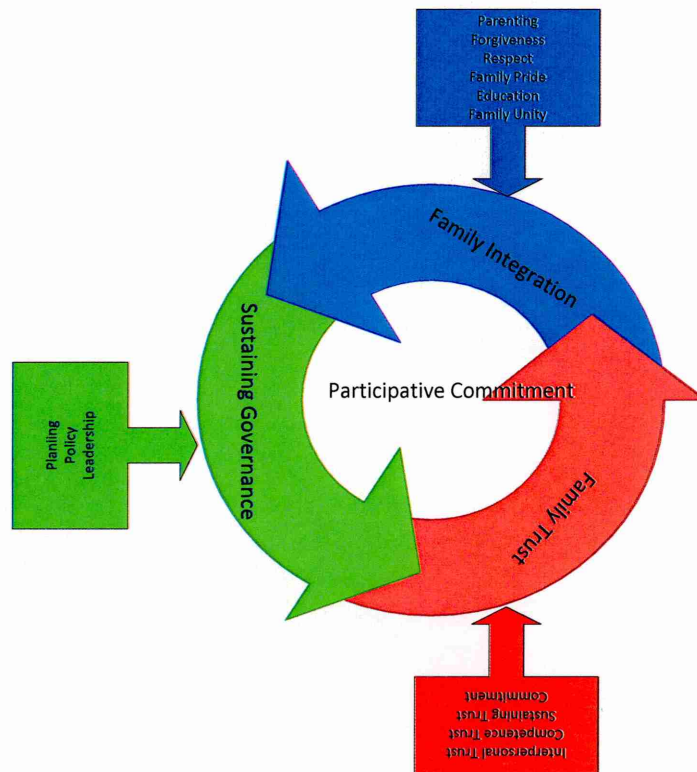 Parenting
Forgiveness
Respect
Family Pride
Education
Family Unity
Family Integration
Sustaining Governance
Participative Commitment
Planling
Policy
Leadership
Family Trust
Interpersonal Trust
Competence Trust
Sustaining Trust
Commitment